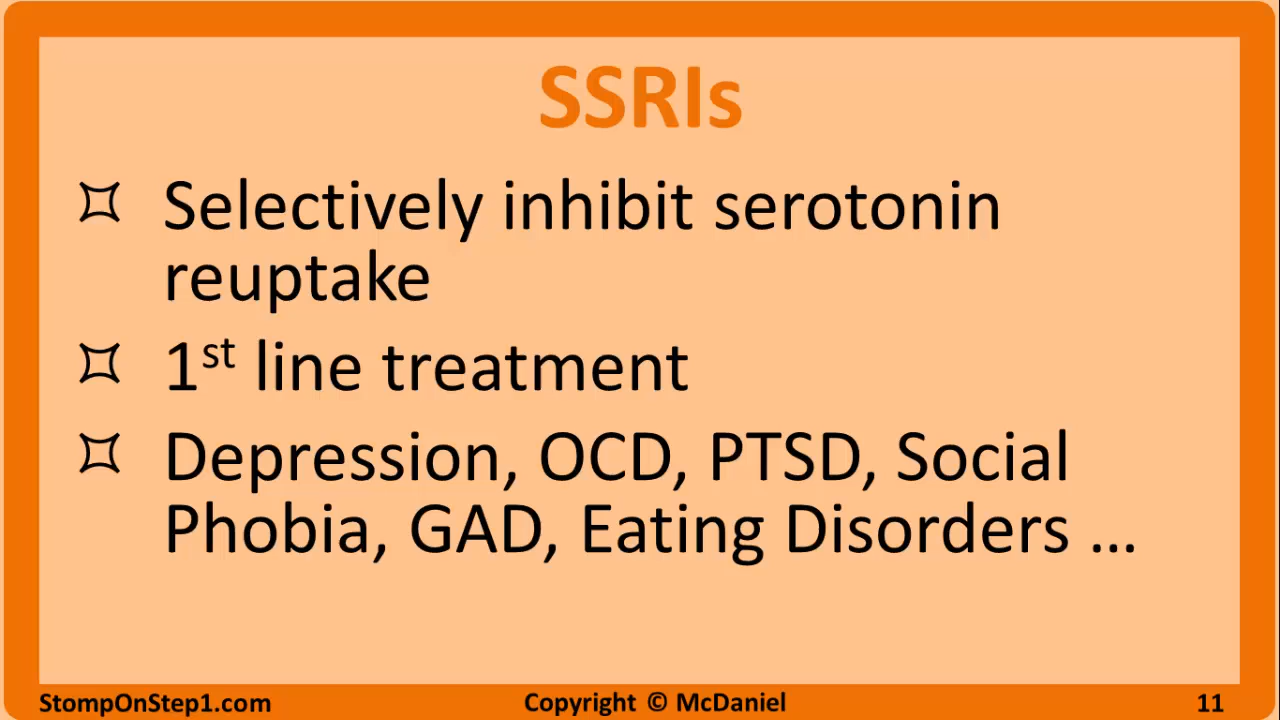 SSRIs
Selectively inhibit serotonin
reuptake
1st line treatment
Depression, OCD, PTSD, Social
Phobia, GAD, Eating Disorders ...
StompOnStep1.com Copyright © McDaniel 11